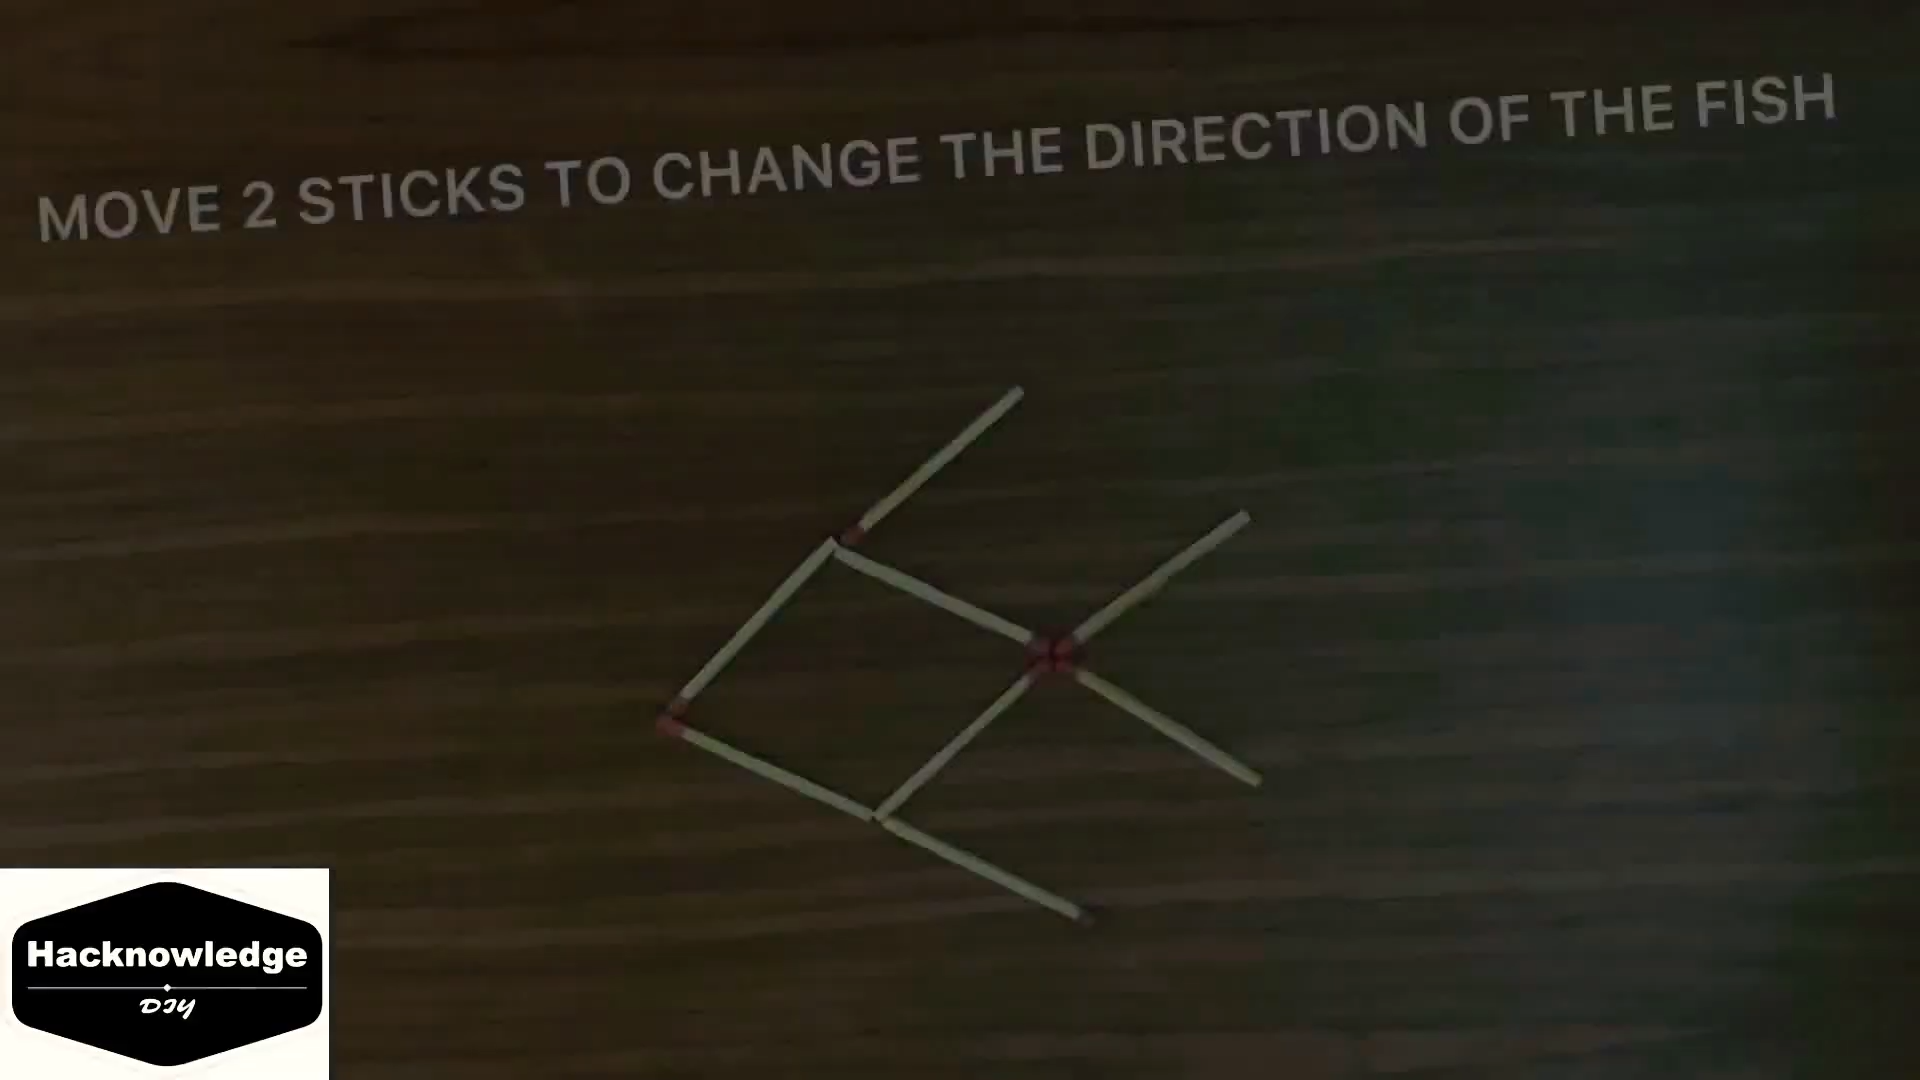 MOVE 2 STICKS TO CHANGE THE DIRECTION OF THE FISH
Hacknowledge
DIY